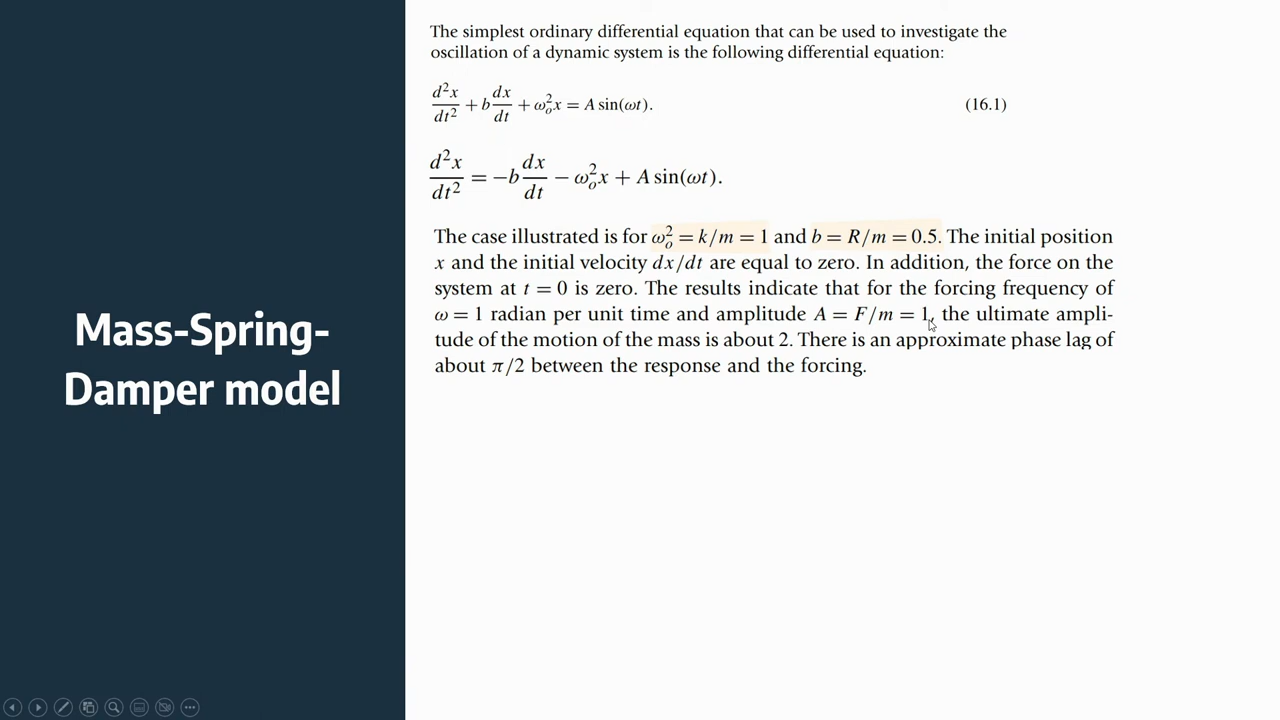 Mass-Spring-
Damper model
The simplest ordinary differential equation that can be used to investigate the
oscillation of a dynamic system is the following differential equation:
d²x/dt² + b dx/dt + ωₒ²x = A sin(ωt). (16.1)
d²x/dt² = −b dx/dt − ωₒ²x + A sin(ωt).
The case illustrated is for ωₒ² = k/m = 1 and b = R/m = 0.5. The initial position
x and the initial velocity dx/dt are equal to zero. In addition, the force on the
system at t = 0 is zero. The results indicate that for the forcing frequency of
ω = 1 radian per unit time and amplitude A = F/m = 1, the ultimate ampli-
tude of the motion of the mass is about 2. There is an approximate phase lag of
about π/2 between the response and the forcing.